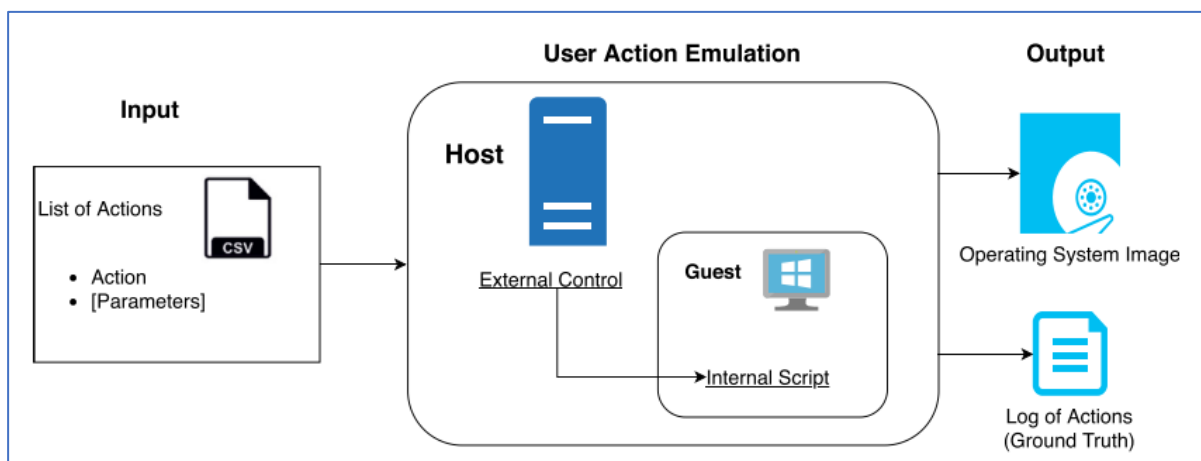 Input
List of Actions
CSV
• Action
• [Parameters]
User Action Emulation
Host
External Control
Guest
Internal Script
Output
Operating System Image
Log of Actions
(Ground Truth)